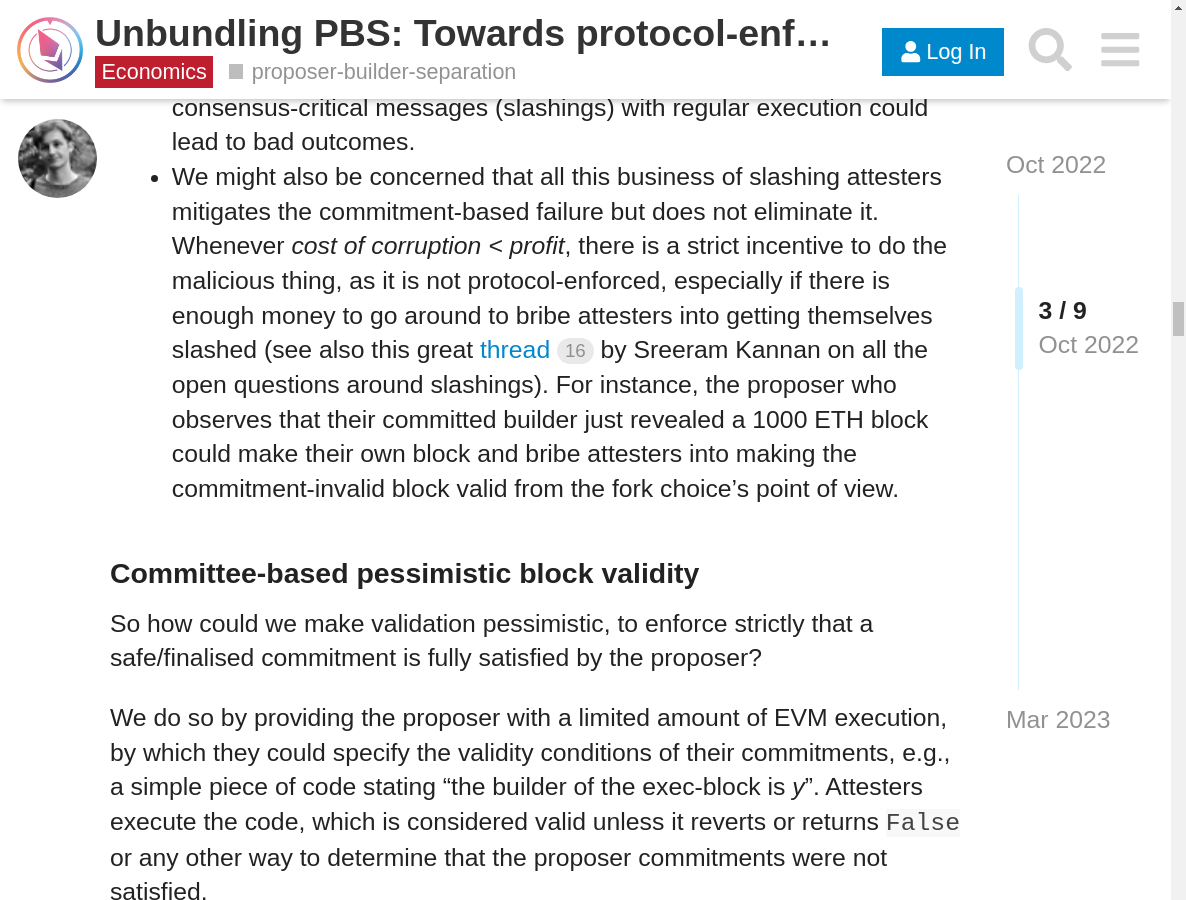 Unbundling PBS: Towards protocol-enf…
Economics proposer-builder-separation
Log In
consensus-critical messages (slashings) with regular execution could
lead to bad outcomes.
• We might also be concerned that all this business of slashing attesters
mitigates the commitment-based failure but does not eliminate it.
Whenever cost of corruption < profit, there is a strict incentive to do the
malicious thing, as it is not protocol-enforced, especially if there is
enough money to go around to bribe attesters into getting themselves
slashed (see also this great thread 16 by Sreeram Kannan on all the
open questions around slashings). For instance, the proposer who
observes that their committed builder just revealed a 1000 ETH block
could make their own block and bribe attesters into making the
commitment-invalid block valid from the fork choice’s point of view.
Committee-based pessimistic block validity
So how could we make validation pessimistic, to enforce strictly that a
safe/finalised commitment is fully satisfied by the proposer?
We do so by providing the proposer with a limited amount of EVM execution,
by which they could specify the validity conditions of their commitments, e.g.,
a simple piece of code stating “the builder of the exec-block is y”. Attesters
execute the code, which is considered valid unless it reverts or returns False
or any other way to determine that the proposer commitments were not
satisfied.
Oct 2022
3 / 9
Oct 2022
Mar 2023